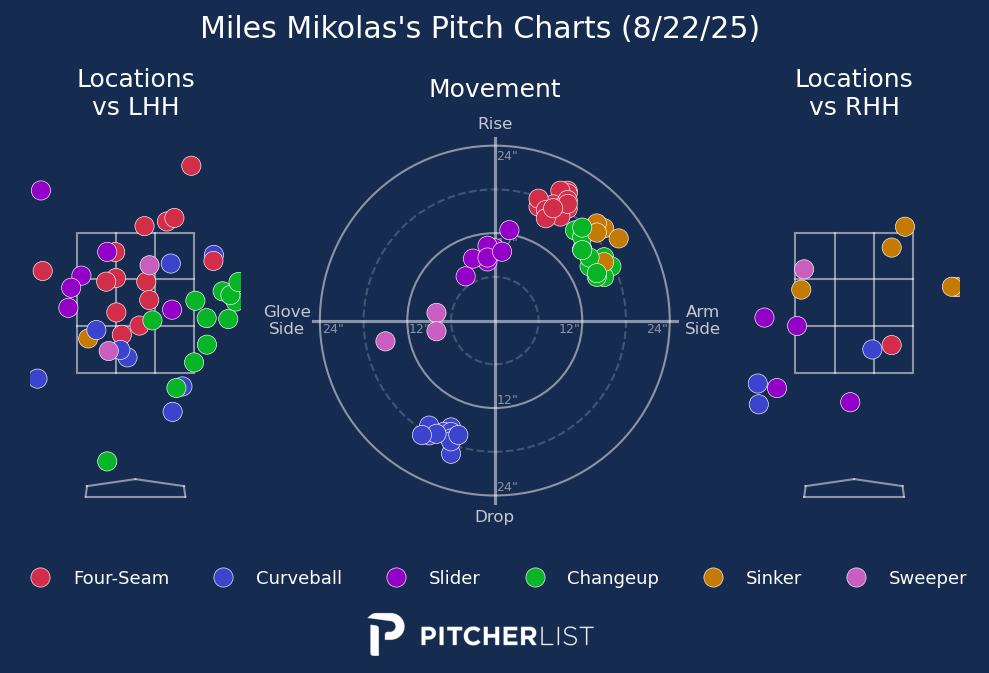 Miles Mikolas's Pitch Charts (8/22/25)
Locations
vs LHH
Movement
Locations
vs RHH
Rise
24"
Glove
Side
24"
12"
12"
24"
Arm
Side
12"
24"
Drop
Four-Seam
Curveball
Slider
Changeup
Sinker
Sweeper
PITCHERLIST